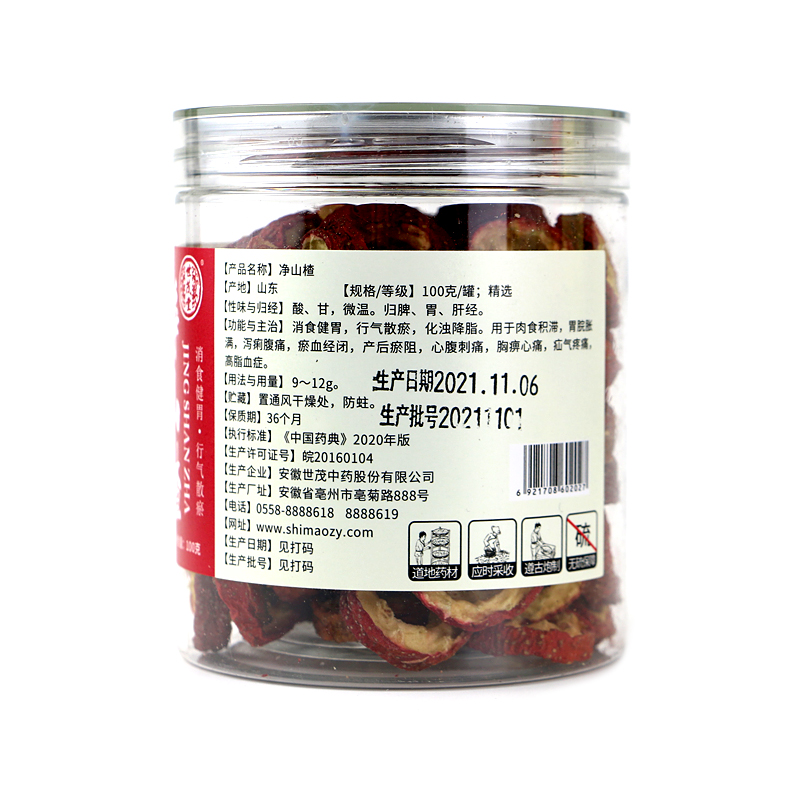 【产品名称】净山楂
【产地】山东 【规格/等级】100克/罐；精选
【性味与归经】酸、甘，微温。归脾、胃、肝经。
【功能与主治】消食健胃，行气散瘀，化浊降脂。用于肉食积滞，胃脘胀
满，泻痢腹痛，瘀血经闭，产后瘀阻，心腹刺痛，胸痹心痛，疝气疼痛，
高脂血症。
【用法与用量】9～12g。
生产日期2021.11.06
【贮藏】置通风干燥处，防蛀。
生产批号20211101
【保质期】36个月
【执行标准】《中国药典》2020年版
【生产许可证号】皖20160104
【生产企业】安徽世茂中药股份有限公司
【生产厂址】安徽省亳州市亳菊路888号
【电话】0558-8888618 8888619
【网址】www.shimaozy.com
【生产日期】见打码
【生产批号】见打码
6 921708 602027
道地药材
应时采收
遵古炮制
硫
JINGSHANZHA
消食健胃·行气散瘀
100克